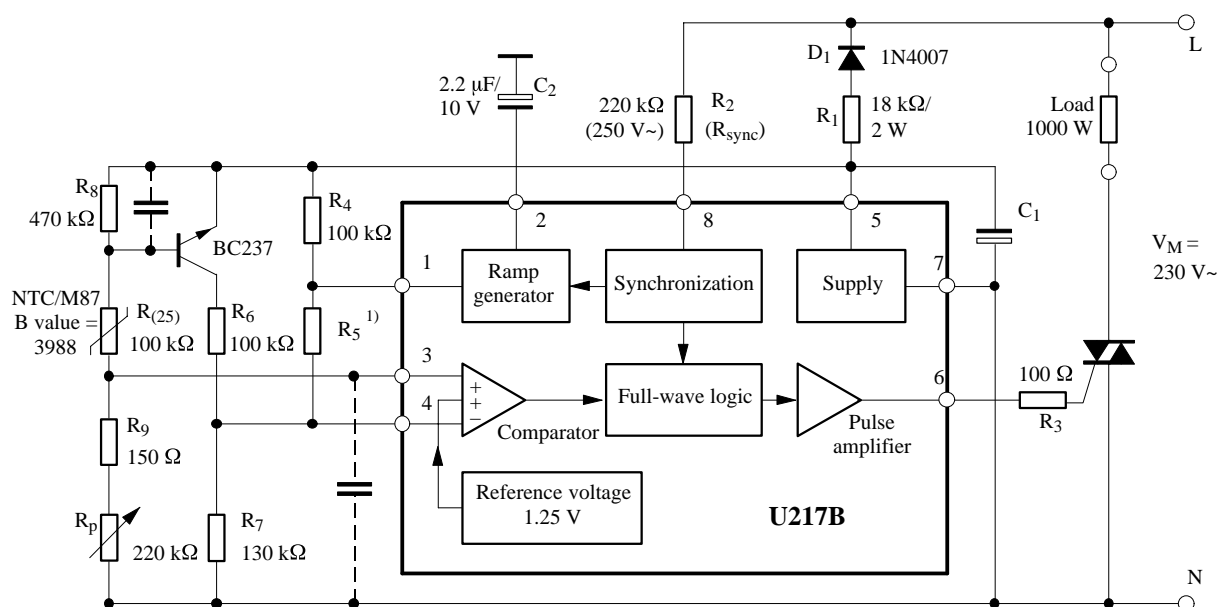 L
D1
1N4007
2.2 μF/
10 V
C2
220 kΩ
(250 V~)
R2
(Rsync)
R1
18 kΩ/
2 W
Load
1000 W
R8
470 kΩ
R4
100 kΩ
2
8
5
C1
BC237
VM =
230 V~
1
Ramp
generator
Synchronization
Supply
7
NTC/M87
B value =
3988
R(25)
100 kΩ
R6
100 kΩ
R5 1)
3
4
+
+
−
Comparator
Full-wave logic
Pulse
amplifier
6
100 Ω
R3
R9
150 Ω
Reference voltage
1.25 V
U217B
Rp
220 kΩ
R7
130 kΩ
N